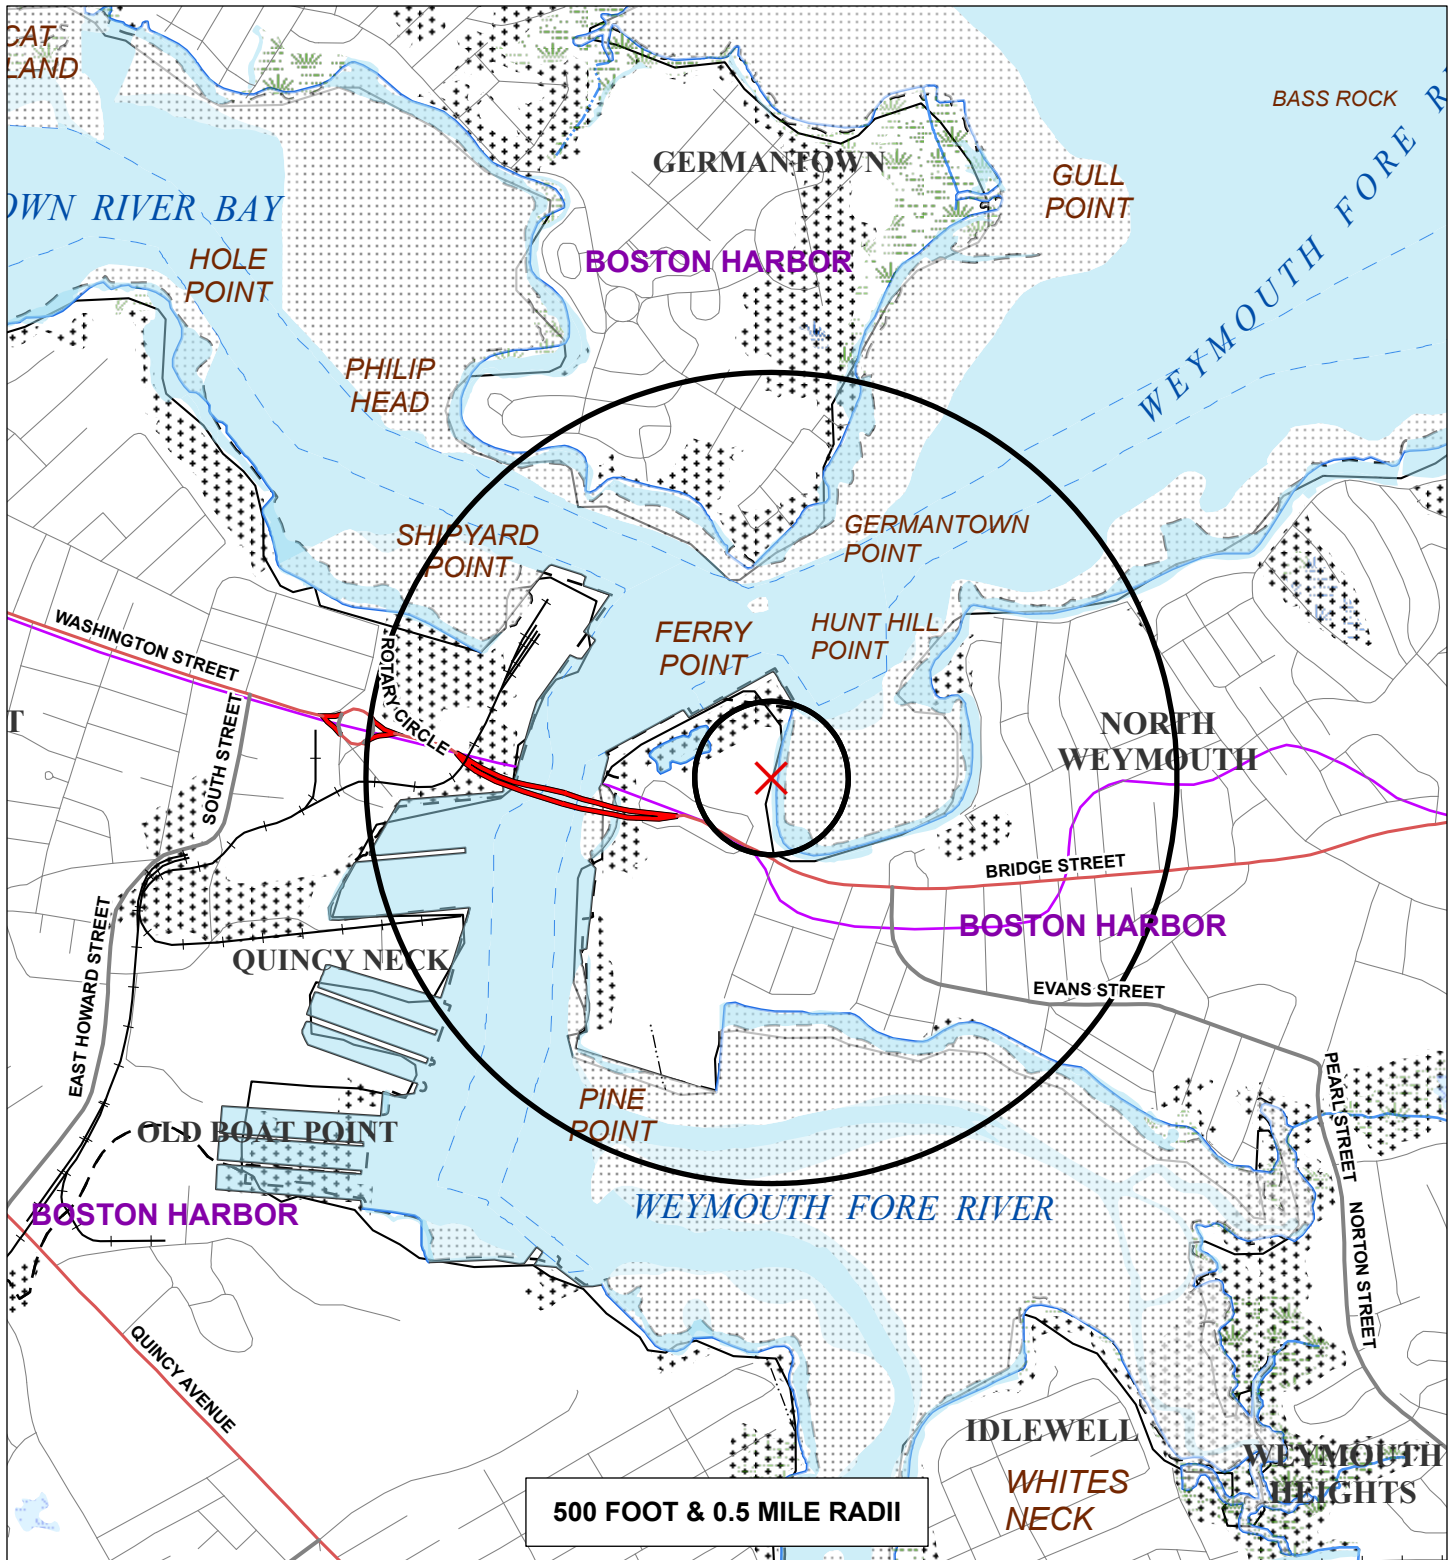 CAT
LAND
BASS ROCK
GERMANTOWN
GULL
POINT
OWN RIVER BAY
WEYMOUTH FORE R
HOLE
POINT
BOSTON HARBOR
PHILIP
HEAD
SHIPYARD
POINT
GERMANTOWN
POINT
FERRY
POINT
HUNT HILL
POINT
WASHINGTON STREET
ROTARY CIRCLE
SOUTH STREET
T
NORTH
WEYMOUTH
BRIDGE STREET
BOSTON HARBOR
QUINCY NECK
EAST HOWARD STREET
EVANS STREET
PEARL STREET
PINE
POINT
OLD BOAT POINT
BOSTON HARBOR
WEYMOUTH FORE RIVER
NORTON STREET
QUINCY AVENUE
IDLEWELL
WHITES
NECK
WEYMOUTH
HEIGHTS
500 FOOT & 0.5 MILE RADII